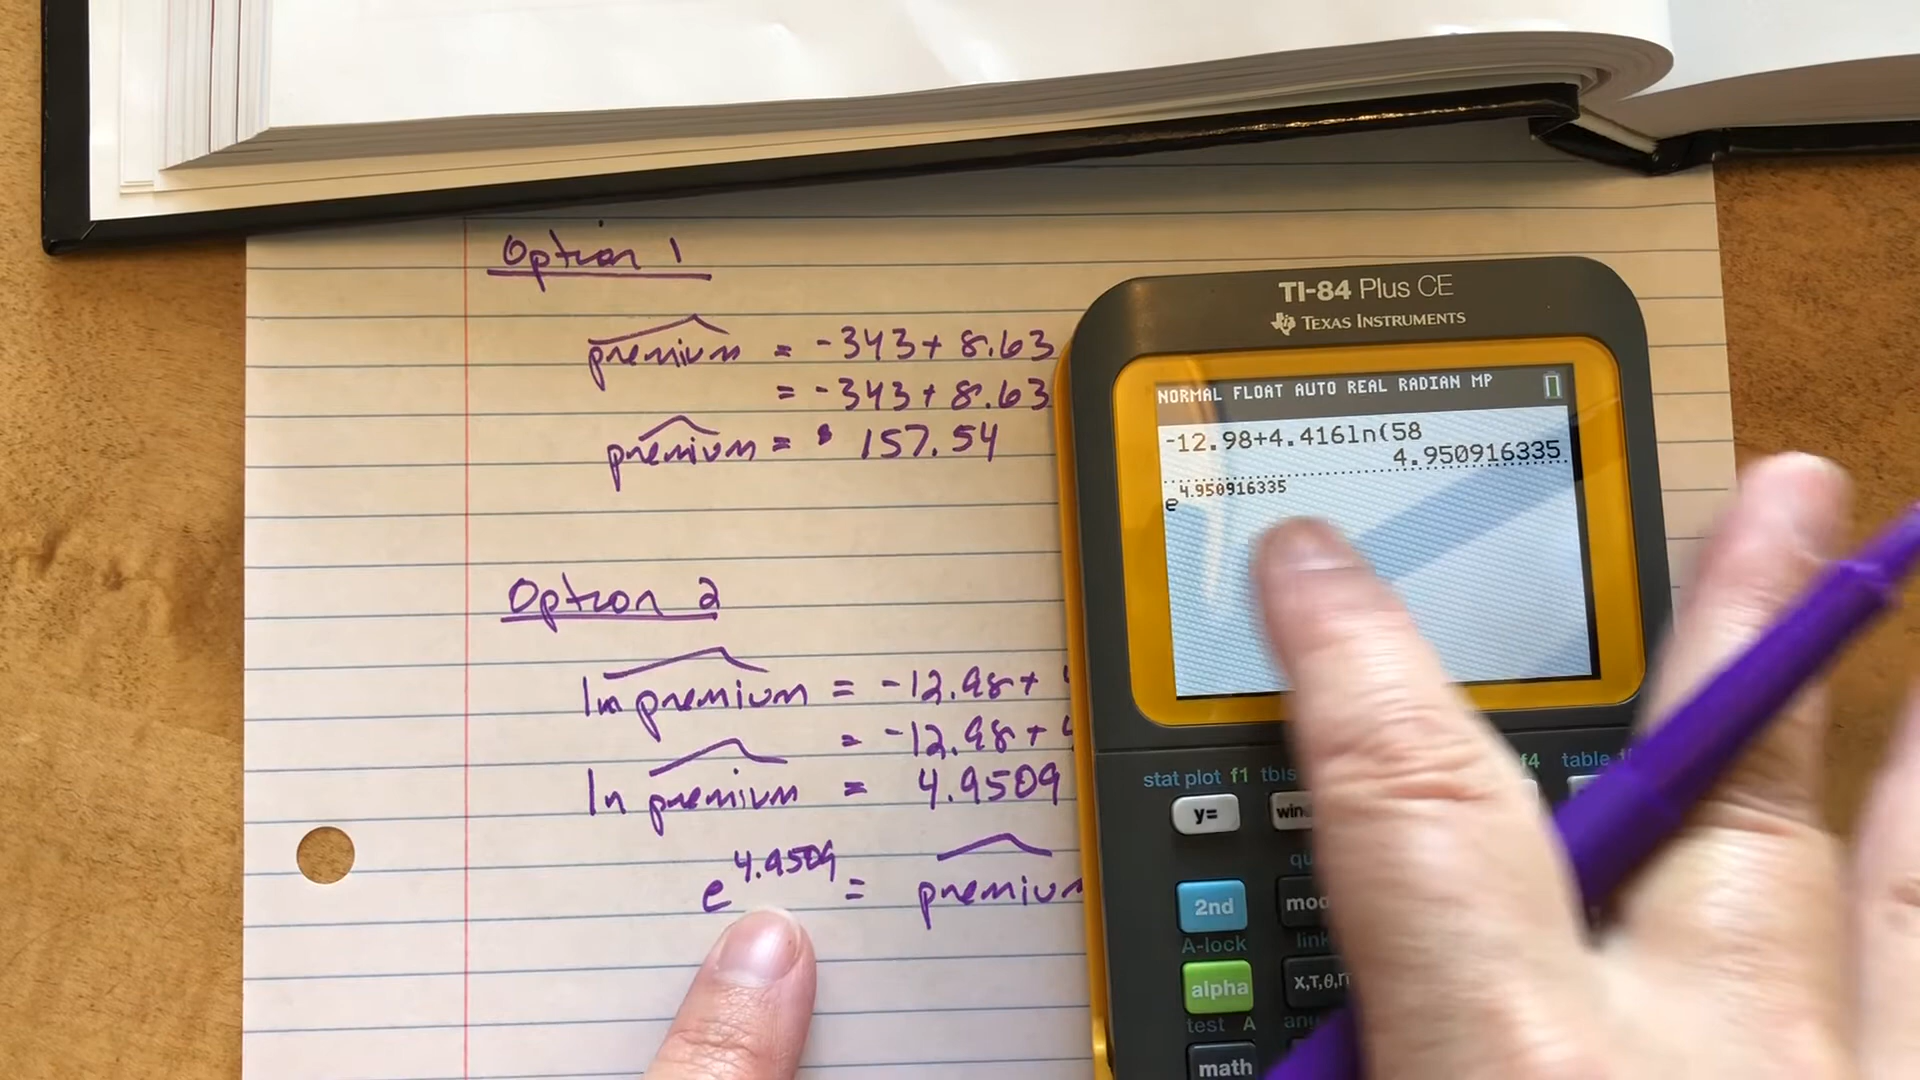 Option 1
premium = -343 + 8.63
= -343 + 8.63
premium = $ 157.54
Option 2
ln premium = -12.98 +
= -12.98 +
ln premium = 4.9509
e^4.9509 = premium
TI-84 Plus CE
TEXAS INSTRUMENTS
NORMAL FLOAT AUTO REAL RADIAN MP
-12.98+4.416ln(58
4.950916335
e^4.950916335
stat plot f1 tbls f4 table
y=
2nd
A-lock link
alpha X,T,θ,n
test A
math